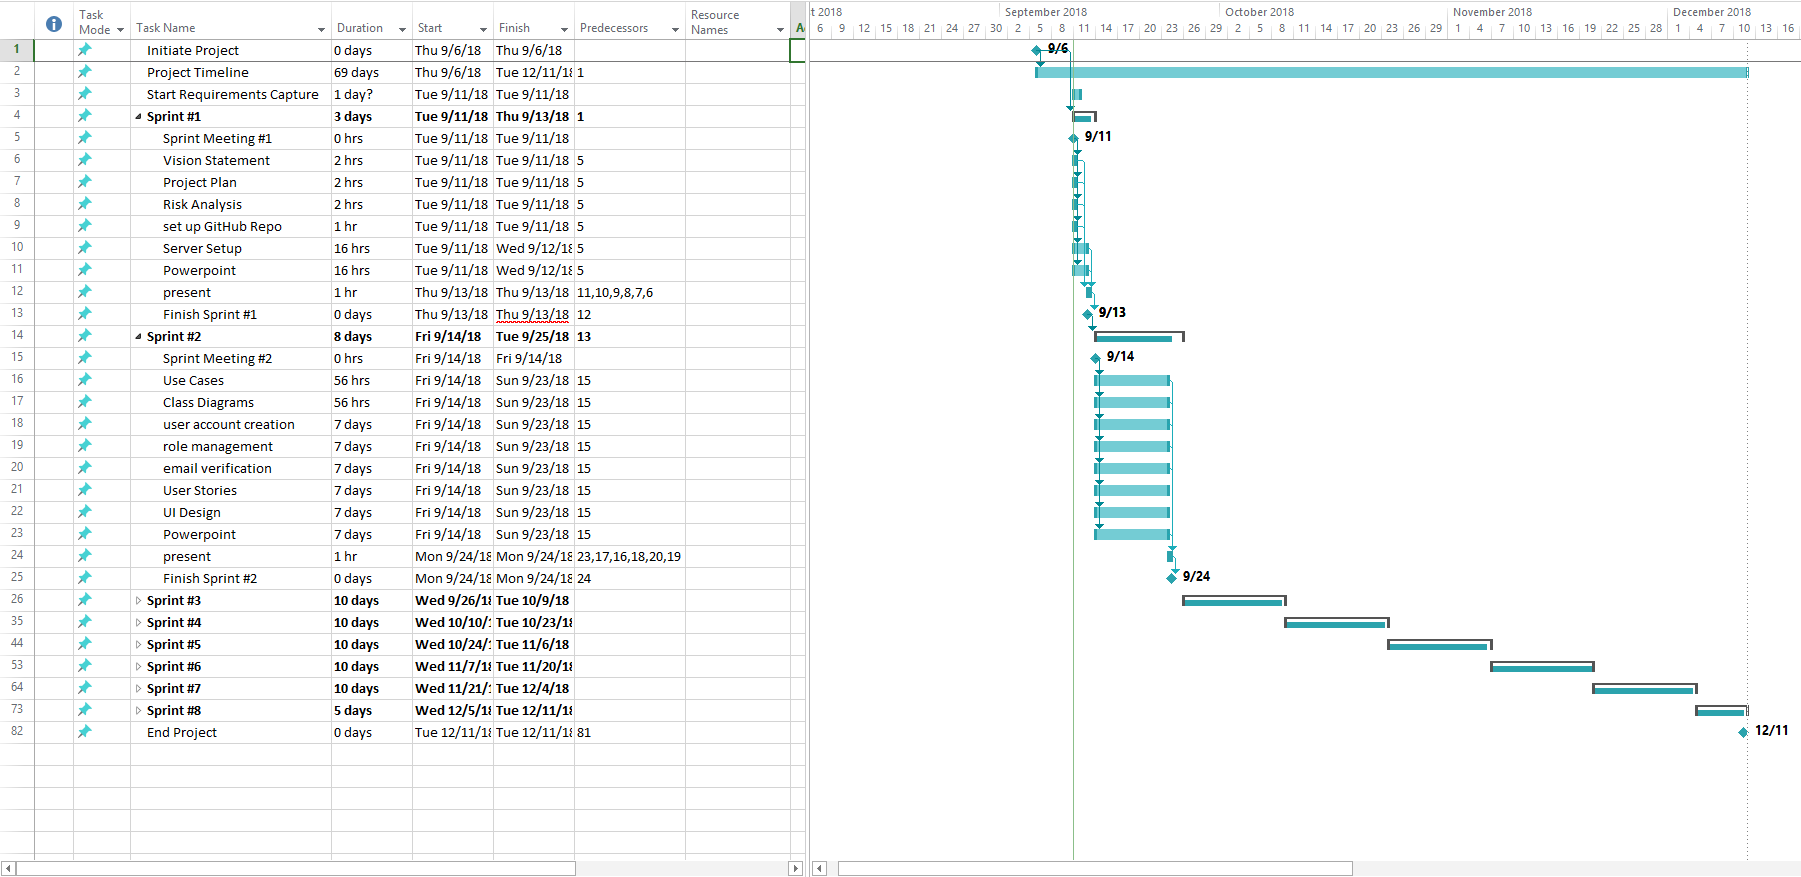 Task Mode Task Name Duration Start Finish Predecessors Resource Names
t 2018 September 2018 October 2018 November 2018 December 2018
6 9 12 15 18 21 24 27 30 2 5 8 11 14 17 20 23 26 29 2 5 8 11 14 17 20 23 26 29 1 4 7 10 13 16 19 22 25 28 1 4 7 10 13 16
1 Initiate Project 0 days Thu 9/6/18 Thu 9/6/18 9/6
2 Project Timeline 69 days Thu 9/6/18 Tue 12/11/18 1
3 Start Requirements Capture 1 day? Tue 9/11/18 Tue 9/11/18
4 Sprint #1 3 days Tue 9/11/18 Thu 9/13/18 1
5 Sprint Meeting #1 0 hrs Tue 9/11/18 Tue 9/11/18 9/11
6 Vision Statement 2 hrs Tue 9/11/18 Tue 9/11/18 5
7 Project Plan 2 hrs Tue 9/11/18 Tue 9/11/18 5
8 Risk Analysis 2 hrs Tue 9/11/18 Tue 9/11/18 5
9 set up GitHub Repo 1 hr Tue 9/11/18 Tue 9/11/18 5
10 Server Setup 16 hrs Tue 9/11/18 Wed 9/12/18 5
11 Powerpoint 16 hrs Tue 9/11/18 Wed 9/12/18 5
12 present 1 hr Thu 9/13/18 Thu 9/13/18 11,10,9,8,7,6
13 Finish Sprint #1 0 days Thu 9/13/18 Thu 9/13/18 12 9/13
14 Sprint #2 8 days Fri 9/14/18 Tue 9/25/18 13
15 Sprint Meeting #2 0 hrs Fri 9/14/18 Fri 9/14/18 9/14
16 Use Cases 56 hrs Fri 9/14/18 Sun 9/23/18 15
17 Class Diagrams 56 hrs Fri 9/14/18 Sun 9/23/18 15
18 user account creation 7 days Fri 9/14/18 Sun 9/23/18 15
19 role management 7 days Fri 9/14/18 Sun 9/23/18 15
20 email verification 7 days Fri 9/14/18 Sun 9/23/18 15
21 User Stories 7 days Fri 9/14/18 Sun 9/23/18 15
22 UI Design 7 days Fri 9/14/18 Sun 9/23/18 15
23 Powerpoint 7 days Fri 9/14/18 Sun 9/23/18 15
24 present 1 hr Mon 9/24/18 Mon 9/24/18 23,17,16,18,20,19
25 Finish Sprint #2 0 days Mon 9/24/18 Mon 9/24/18 24 9/24
26 Sprint #3 10 days Wed 9/26/18 Tue 10/9/18
35 Sprint #4 10 days Wed 10/10/1 Tue 10/23/18
44 Sprint #5 10 days Wed 10/24/1 Tue 11/6/18
53 Sprint #6 10 days Wed 11/7/18 Tue 11/20/18
64 Sprint #7 10 days Wed 11/21/1 Tue 12/4/18
73 Sprint #8 5 days Wed 12/5/18 Tue 12/11/18
82 End Project 0 days Tue 12/11/18 Tue 12/11/18 81 12/11